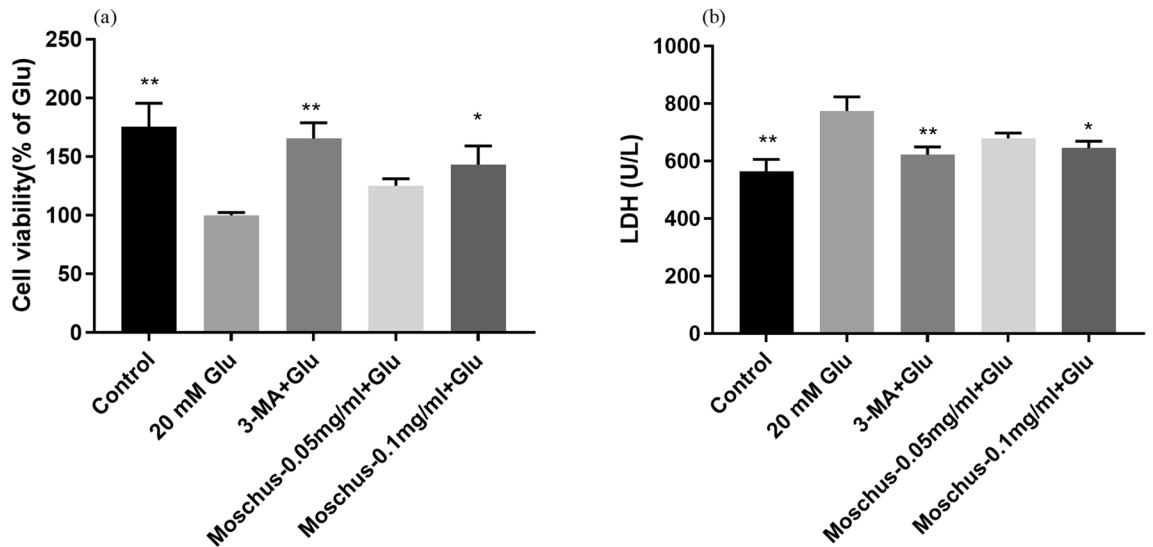 (a)
Cell viability(% of Glu)
250
200
150
100
50
0
**
**
*
Control
20 mM Glu
3-MA+Glu
Moschus-0.05mg/ml+Glu
Moschus-0.1mg/ml+Glu
(b)
LDH (U/L)
1000
800
600
400
200
0
**
**
*
Control
20 mM Glu
3-MA+Glu
Moschus-0.05mg/ml+Glu
Moschus-0.1mg/ml+Glu